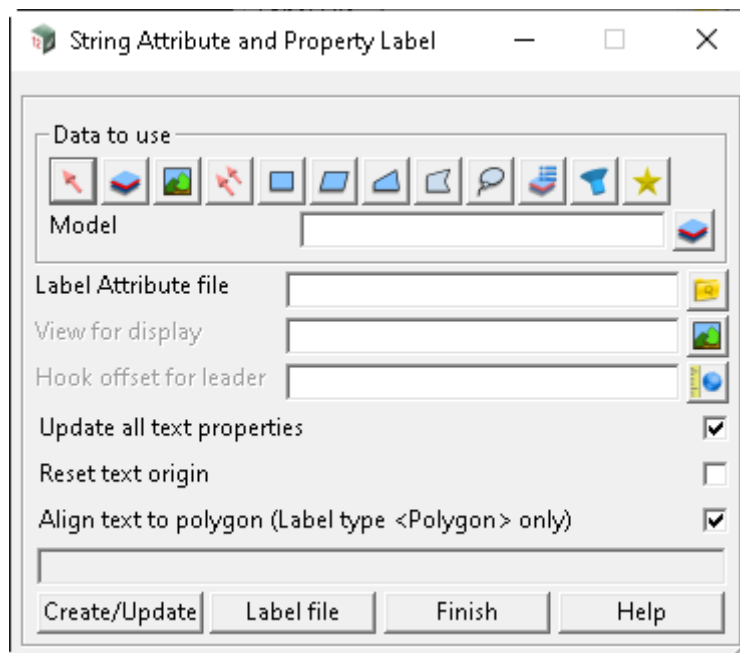 String Attribute and Property Label
Data to use
Model
Label Attribute file
View for display
Hook offset for leader
Update all text properties
Reset text origin
Align text to polygon (Label type <Polygon> only)
Create/Update Label file Finish Help